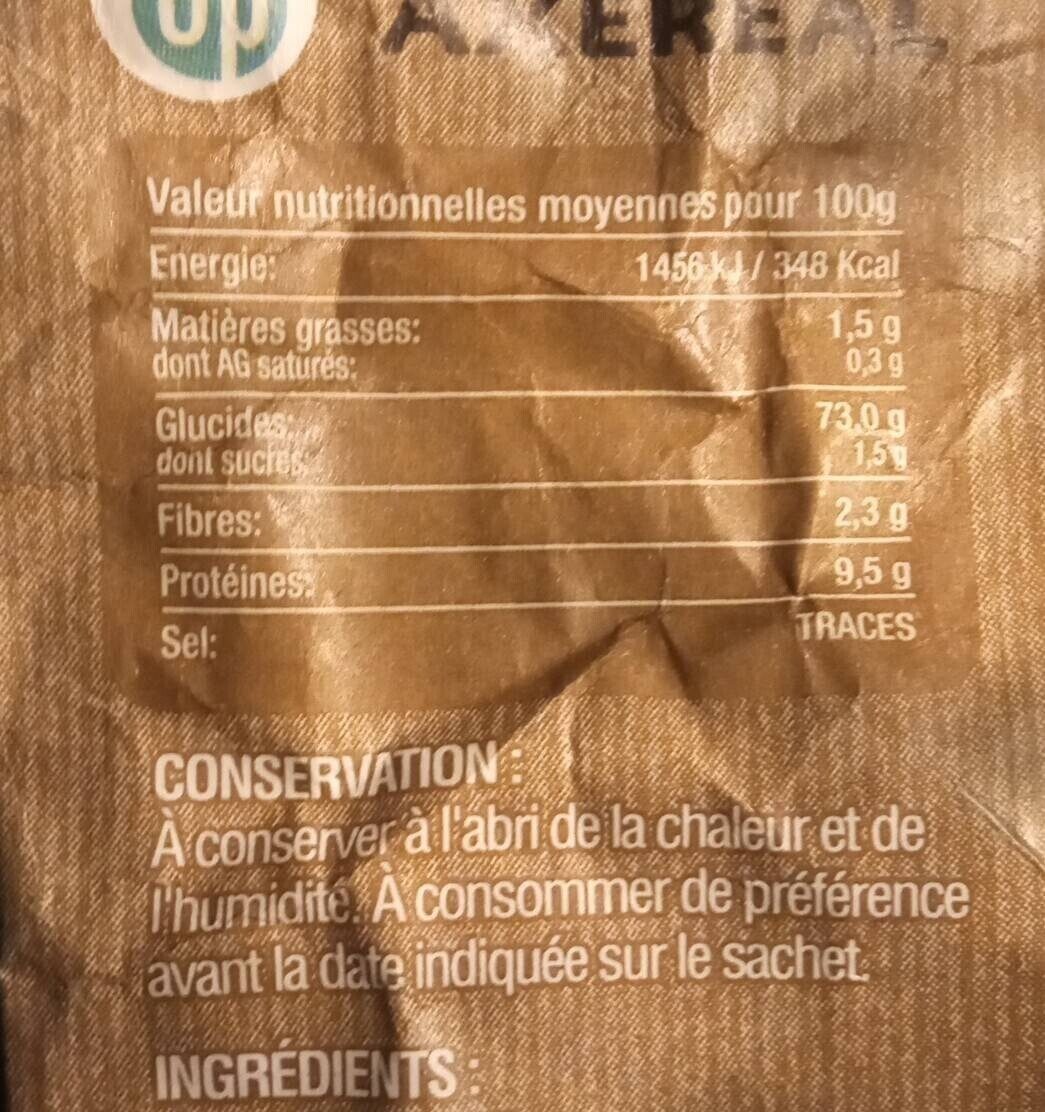 up AXEREAL
Valeur nutritionnelles moyennes pour 100g
Energie: 1456 kJ / 348 Kcal
Matières grasses: 1,5 g
dont AG saturés: 0,3 g
Glucides: 73,0 g
dont sucres: 1,5 g
Fibres: 2,3 g
Protéines: 9,5 g
Sel: TRACES
CONSERVATION :
À conserver à l'abri de la chaleur et de
l'humidité. À consommer de préférence
avant la date indiquée sur le sachet.
INGRÉDIENTS :